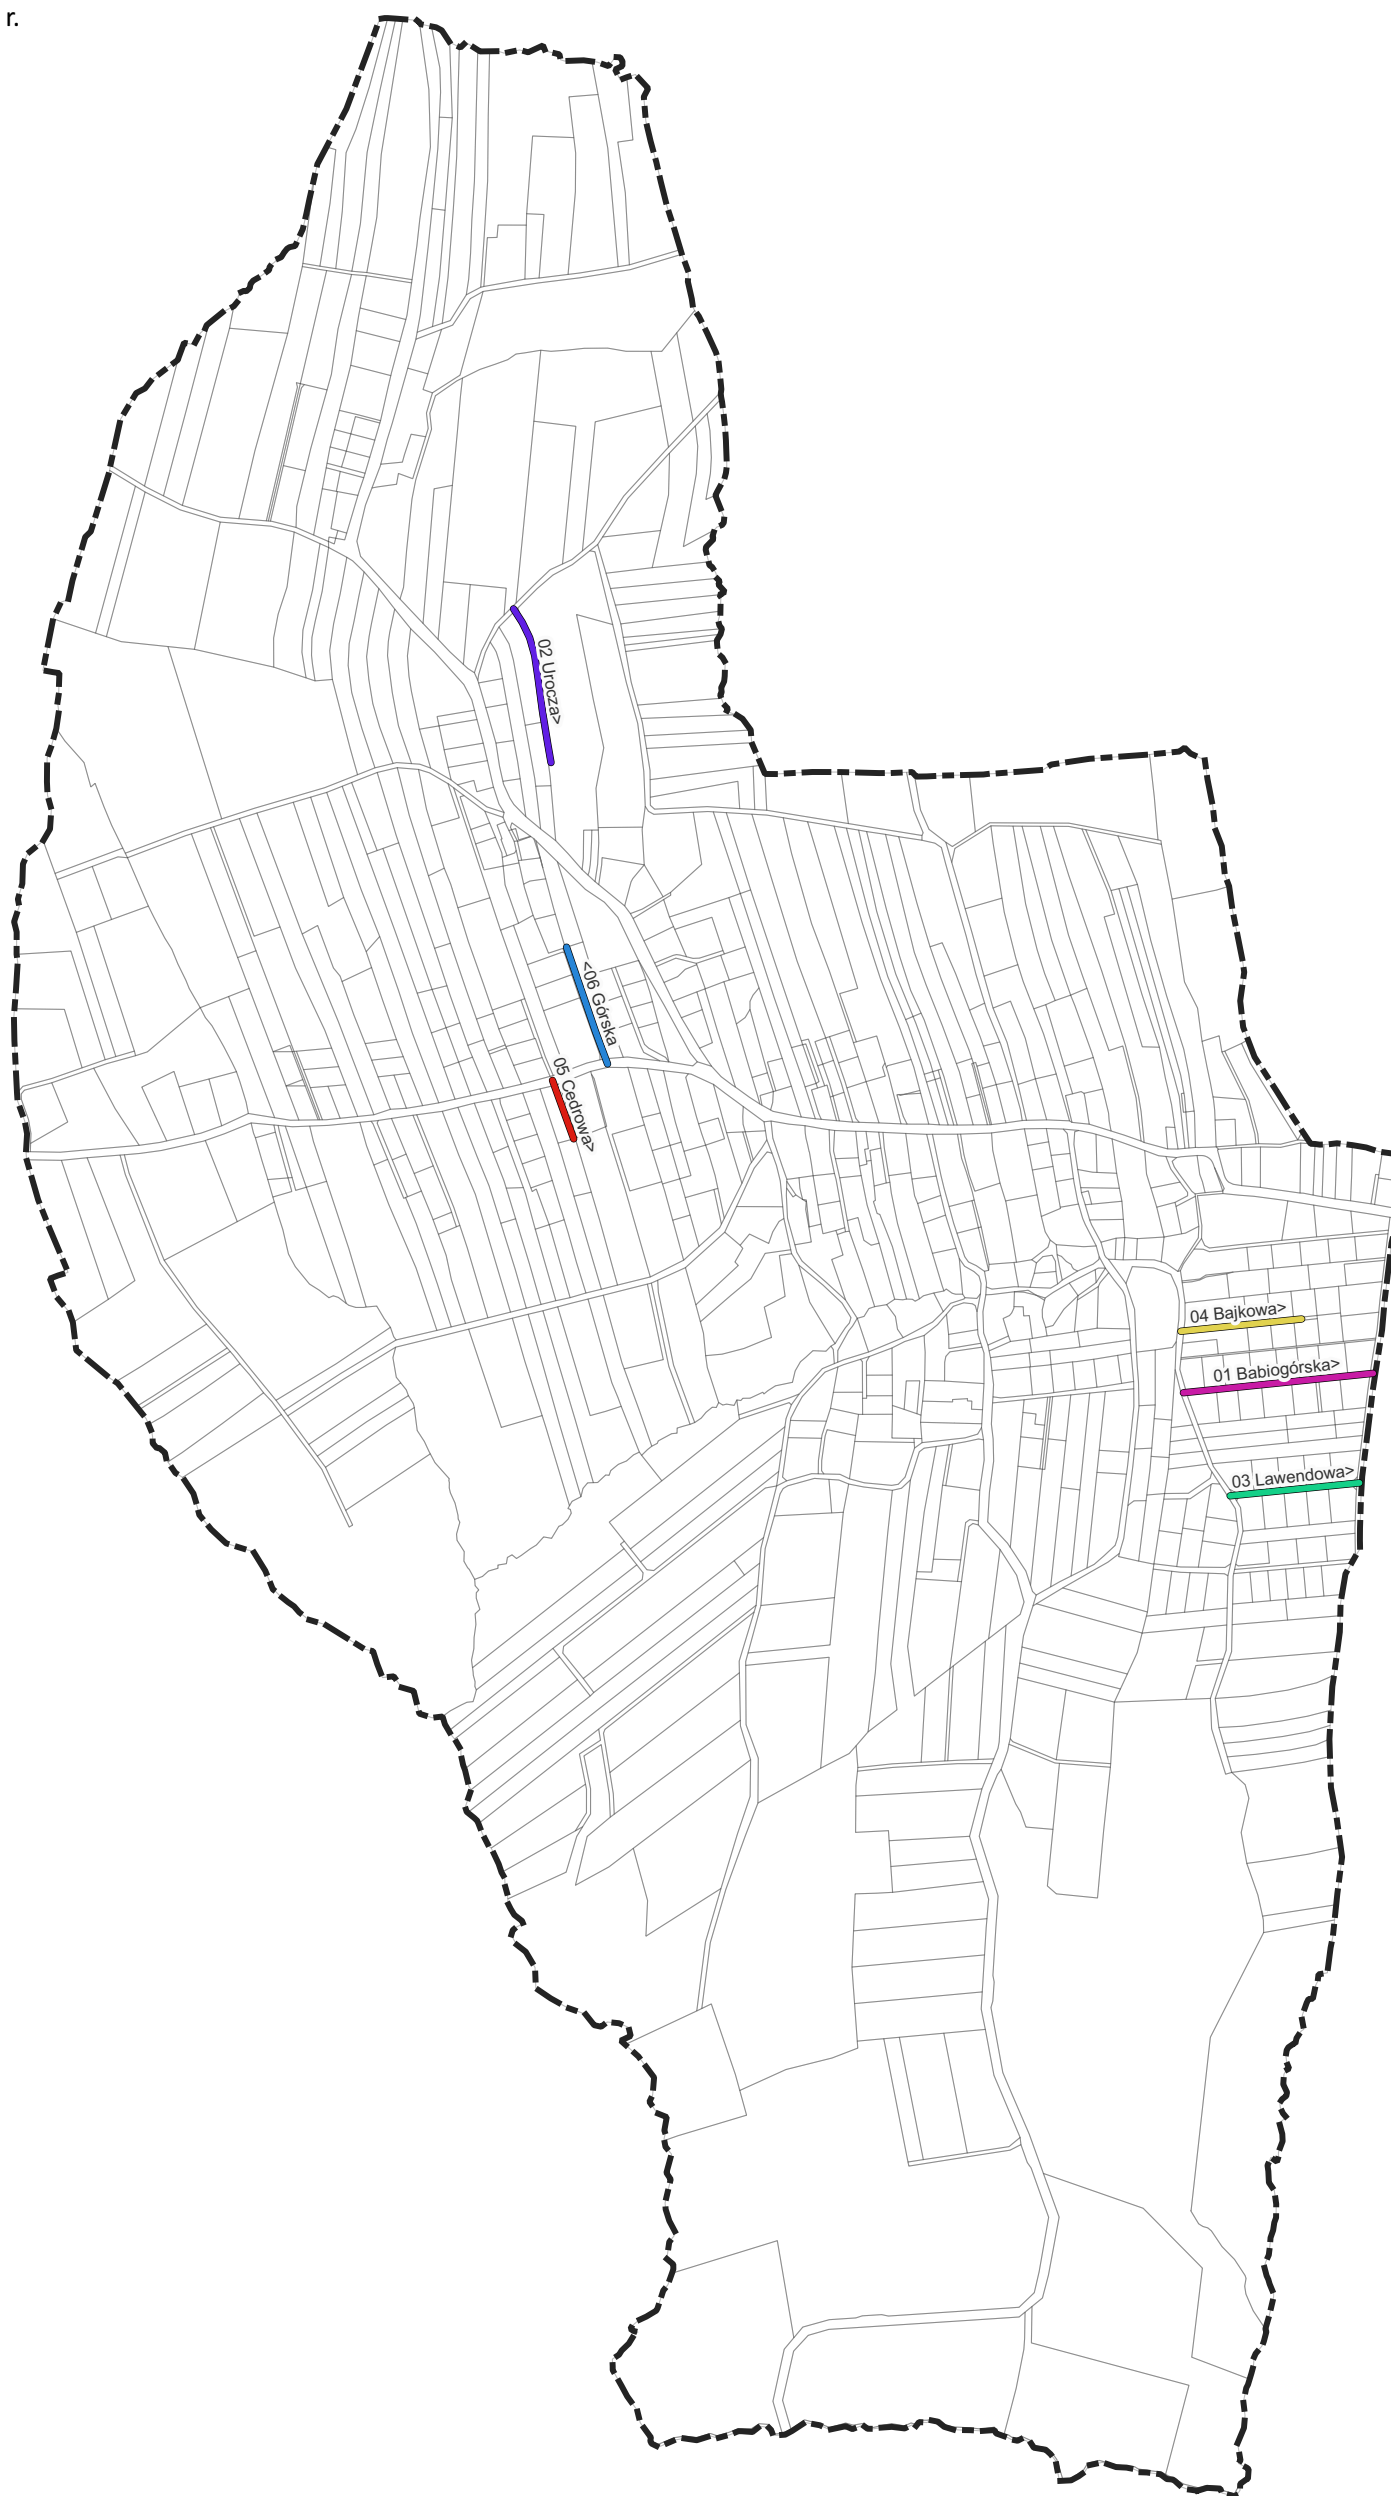 r.
02 Urocza>
<06 Górska
05 Cedrowa>
04 Bajkowa>
01 Babiogórska>
03 Lawendowa>